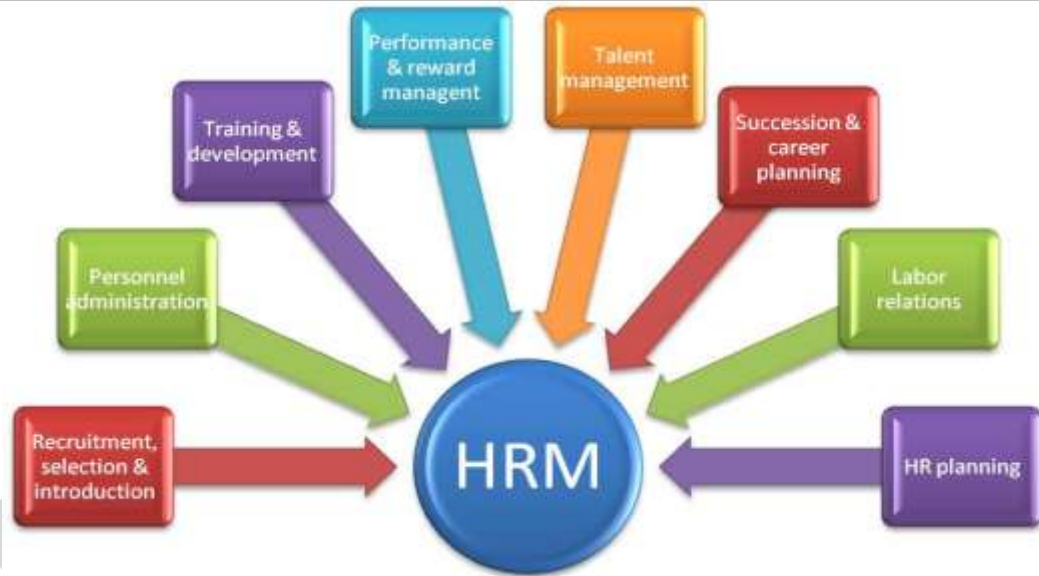 Recruitment,
selection &
introduction
Personnel
administration
Training &
development
Performance
& reward
managent
Talent
management
Succession &
career
planning
Labor
relations
HR planning
HRM